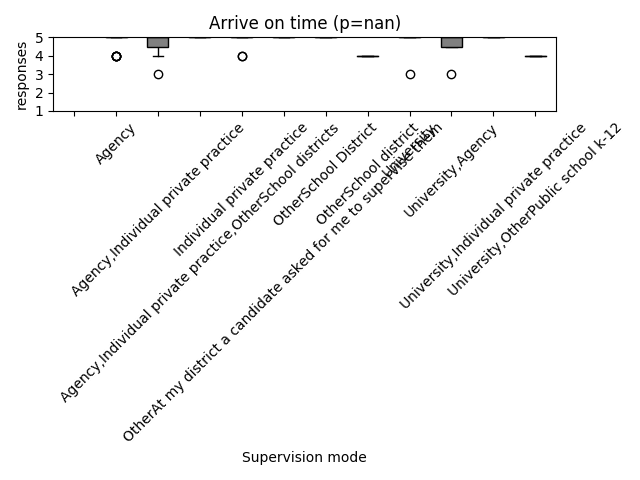 Arrive on time (p=nan)
responses
5
4
3
2
1
Agency
Agency,Individual private practice
Agency,Individual private practice,OtherSchool districts
Individual private practice
OtherAt my district a candidate asked for me to supervise them
OtherSchool District
OtherSchool district
University
University,Agency
University,Individual private practice
University,OtherPublic school k-12
Supervision mode